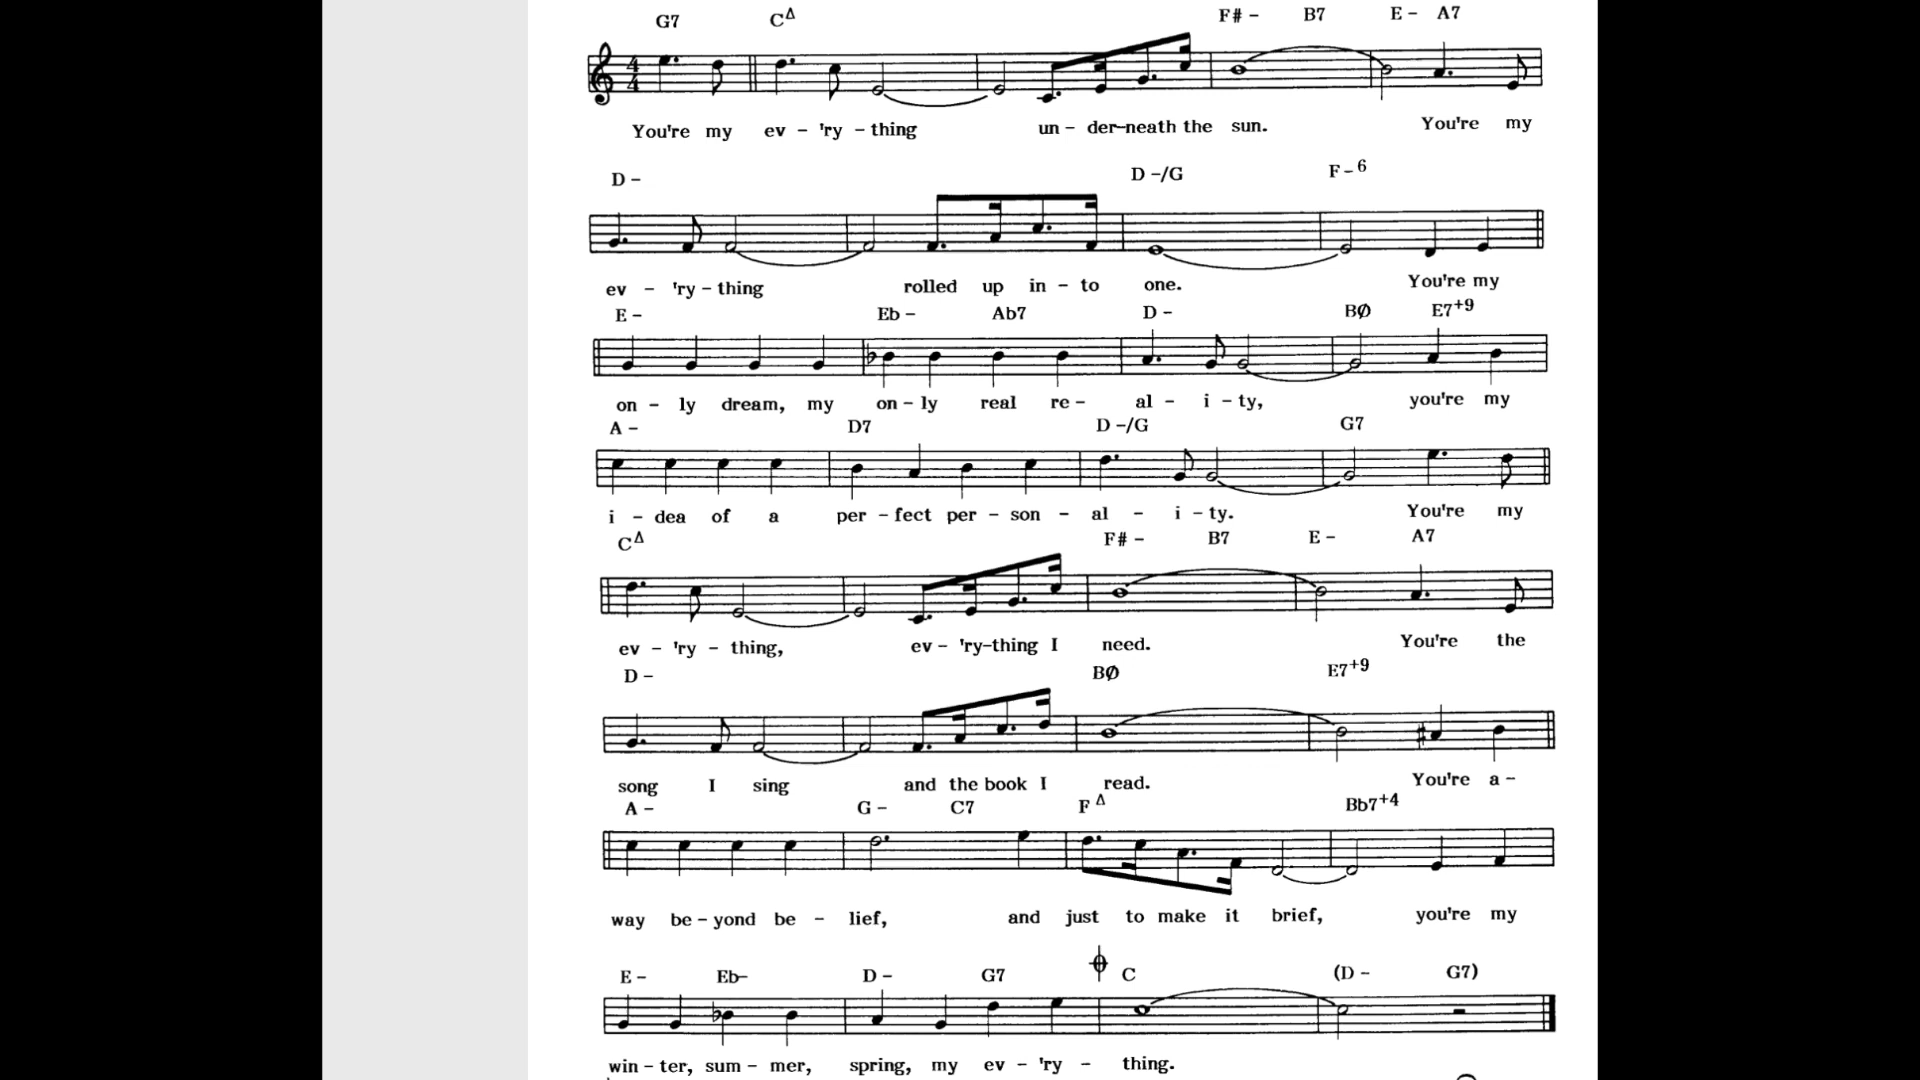 G7 CΔ F# – B7 E – A7
4 4
You're my ev – 'ry – thing un – der–neath the sun. You're my
D – D –/G F – 6
ev – 'ry – thing rolled up in – to one. You're my
E – Eb – Ab7 D – BØ E7+9
on – ly dream, my on – ly real re – al – i – ty, you're my
A – D7 D –/G G7
i – dea of a per – fect per – son – al – i – ty. You're my
CΔ F# – B7 E – A7
ev – 'ry – thing, ev – 'ry–thing I need. You're the
D – BØ E7+9
song I sing and the book I read. You're a –
A – G – C7 F Δ Bb7+4
way be – yond be – lief, and just to make it brief, you're my
E – Eb– D – G7 C (D – G7)
win – ter, sum – mer, spring, my ev – 'ry – thing.